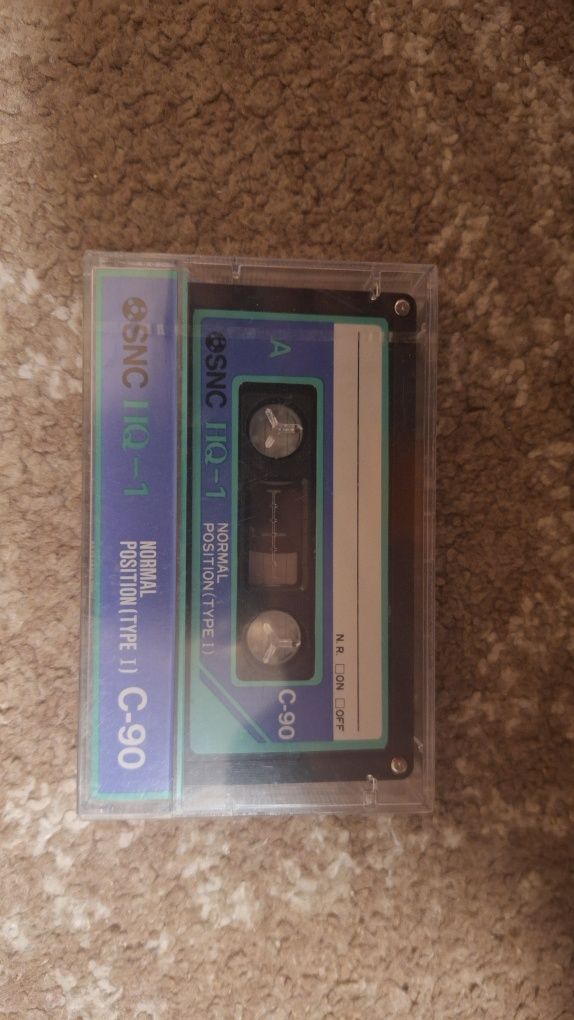 SNC HQ-1
NORMAL
POSITION (TYPE I)
C-90
A
SNC HQ-1
NORMAL
POSITION (TYPE I)
C-90
N.R. □ON □OFF